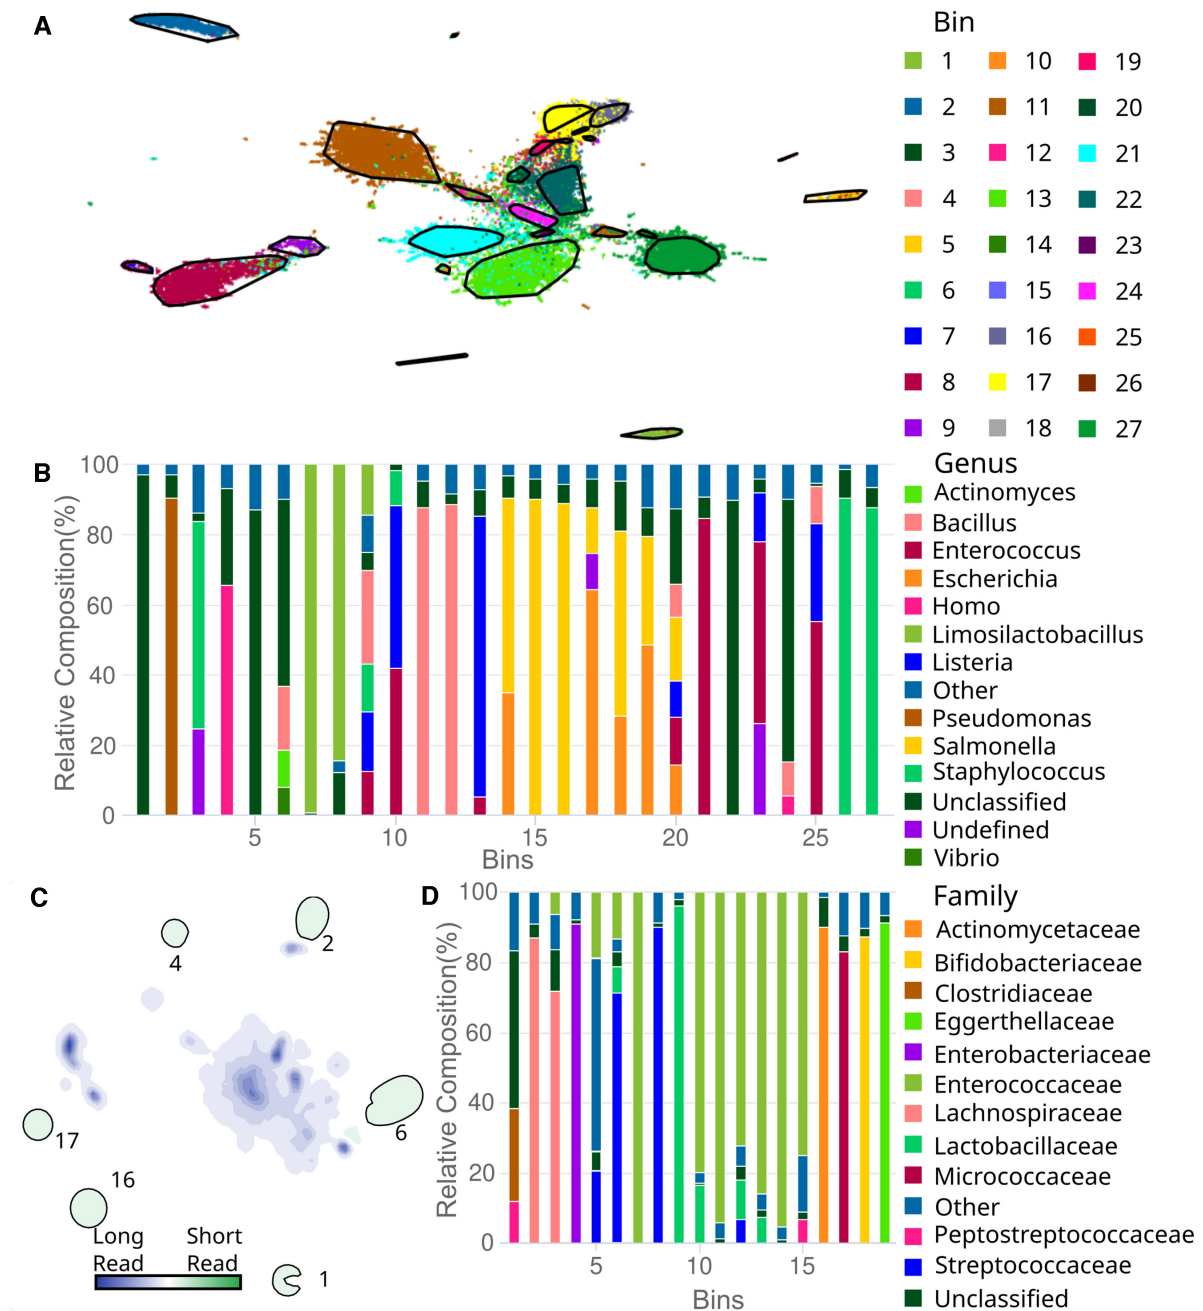 A
Bin
1 10 19
2 11 20
3 12 21
4 13 22
5 14 23
6 15 24
7 16 25
8 17 26
9 18 27
B
Relative Composition(%)
100
80
60
40
20
0
5 10 15 20 25
Bins
Genus
Actinomyces
Bacillus
Enterococcus
Escherichia
Homo
Limosilactobacillus
Listeria
Other
Pseudomonas
Salmonella
Staphylococcus
Unclassified
Undefined
Vibrio
C
4
2
17
6
16
1
Long Read
Short Read
D
Relative Composition(%)
100
80
60
40
20
0
5 10 15
Bins
Family
Actinomycetaceae
Bifidobacteriaceae
Clostridiaceae
Eggerthellaceae
Enterobacteriaceae
Enterococcaceae
Lachnospiraceae
Lactobacillaceae
Micrococcaceae
Other
Peptostreptococcaceae
Streptococcaceae
Unclassified